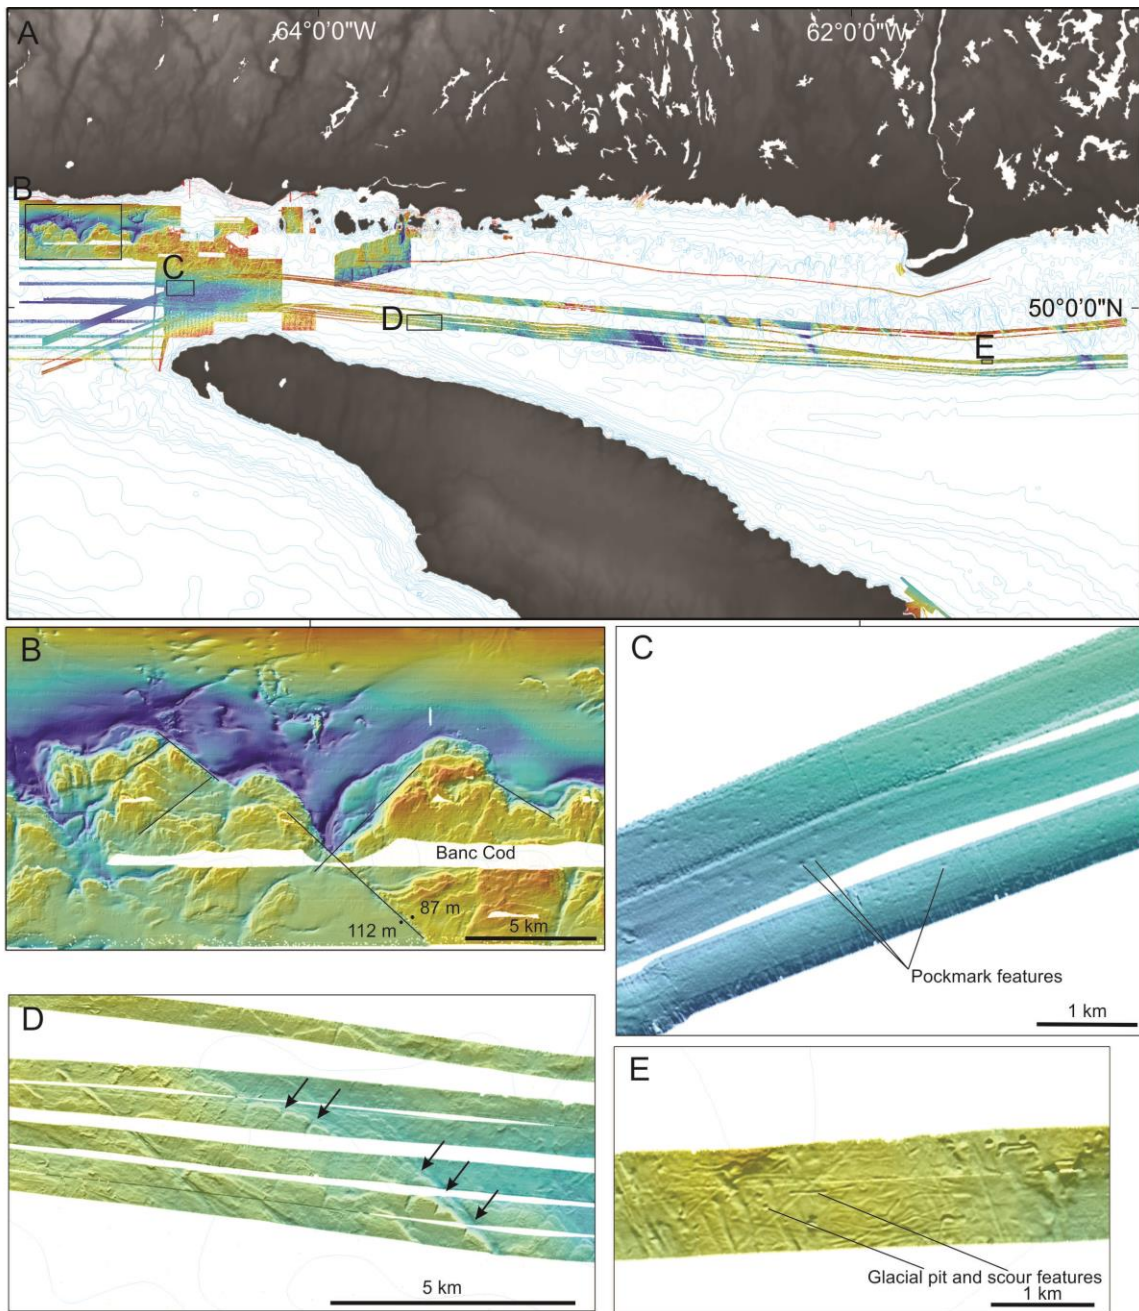 A
64°0'0"W
62°0'0"W
B
C
50°0'0"N
D
E
B
Banc Cod
87 m
112 m
5 km
C
Pockmark features
1 km
D
5 km
E
Glacial pit and scour features
1 km